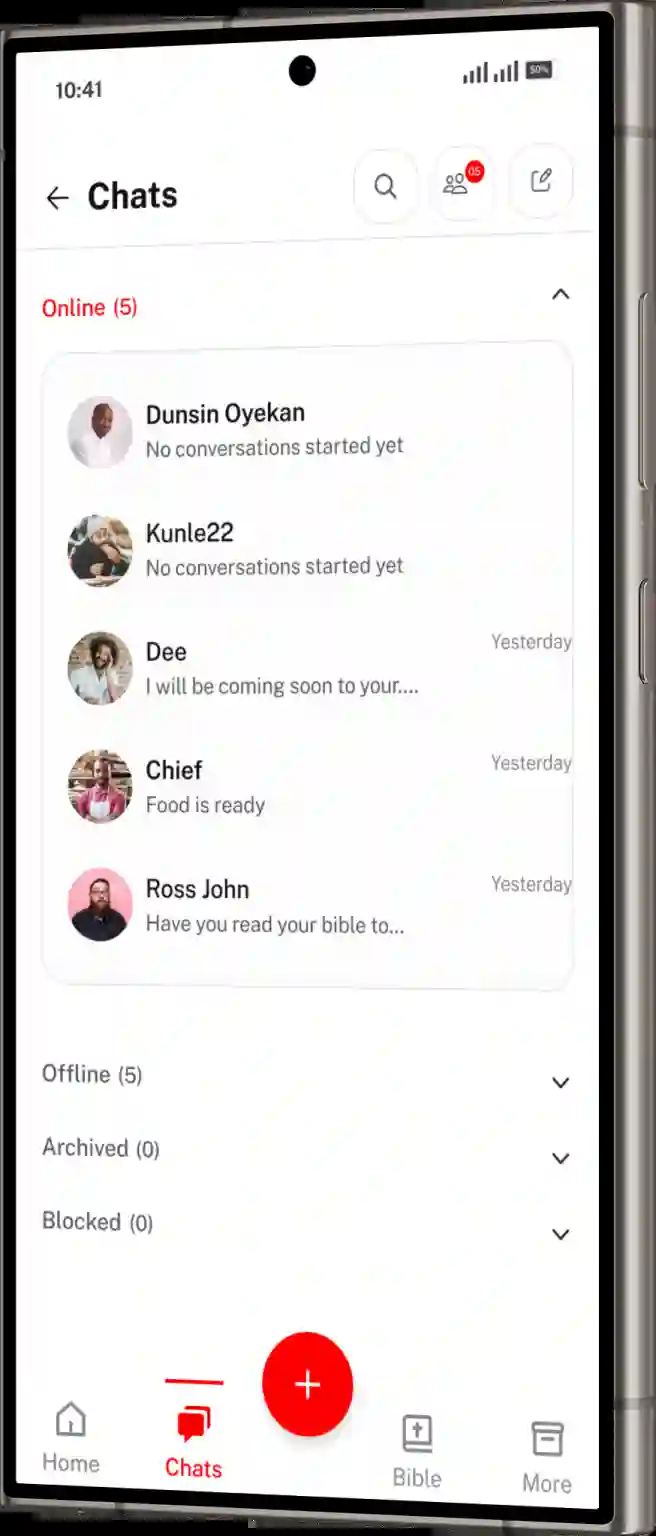 10:41
50%
Chats
05
Online (5)
Dunsin Oyekan
No conversations started yet
Kunle22
No conversations started yet
Dee
Yesterday
I will be coming soon to your....
Chief
Yesterday
Food is ready
Ross John
Yesterday
Have you read your bible to...
Offline (5)
Archived (0)
Blocked (0)
Home
Chats
Bible
More